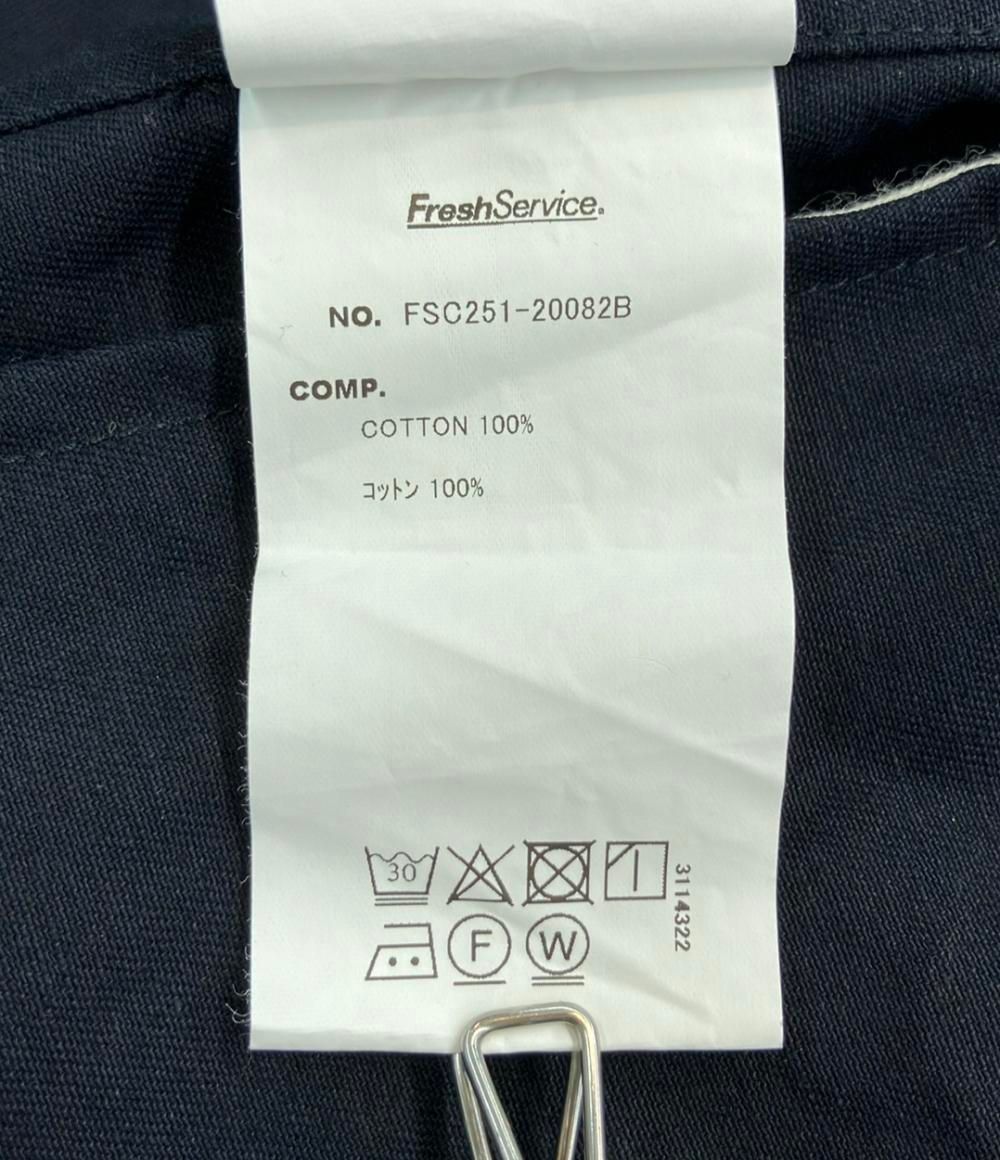 FreshService.
NO. FSC251-20082B
COMP.
COTTON 100%
コットン 100%
30
3114322
F
W